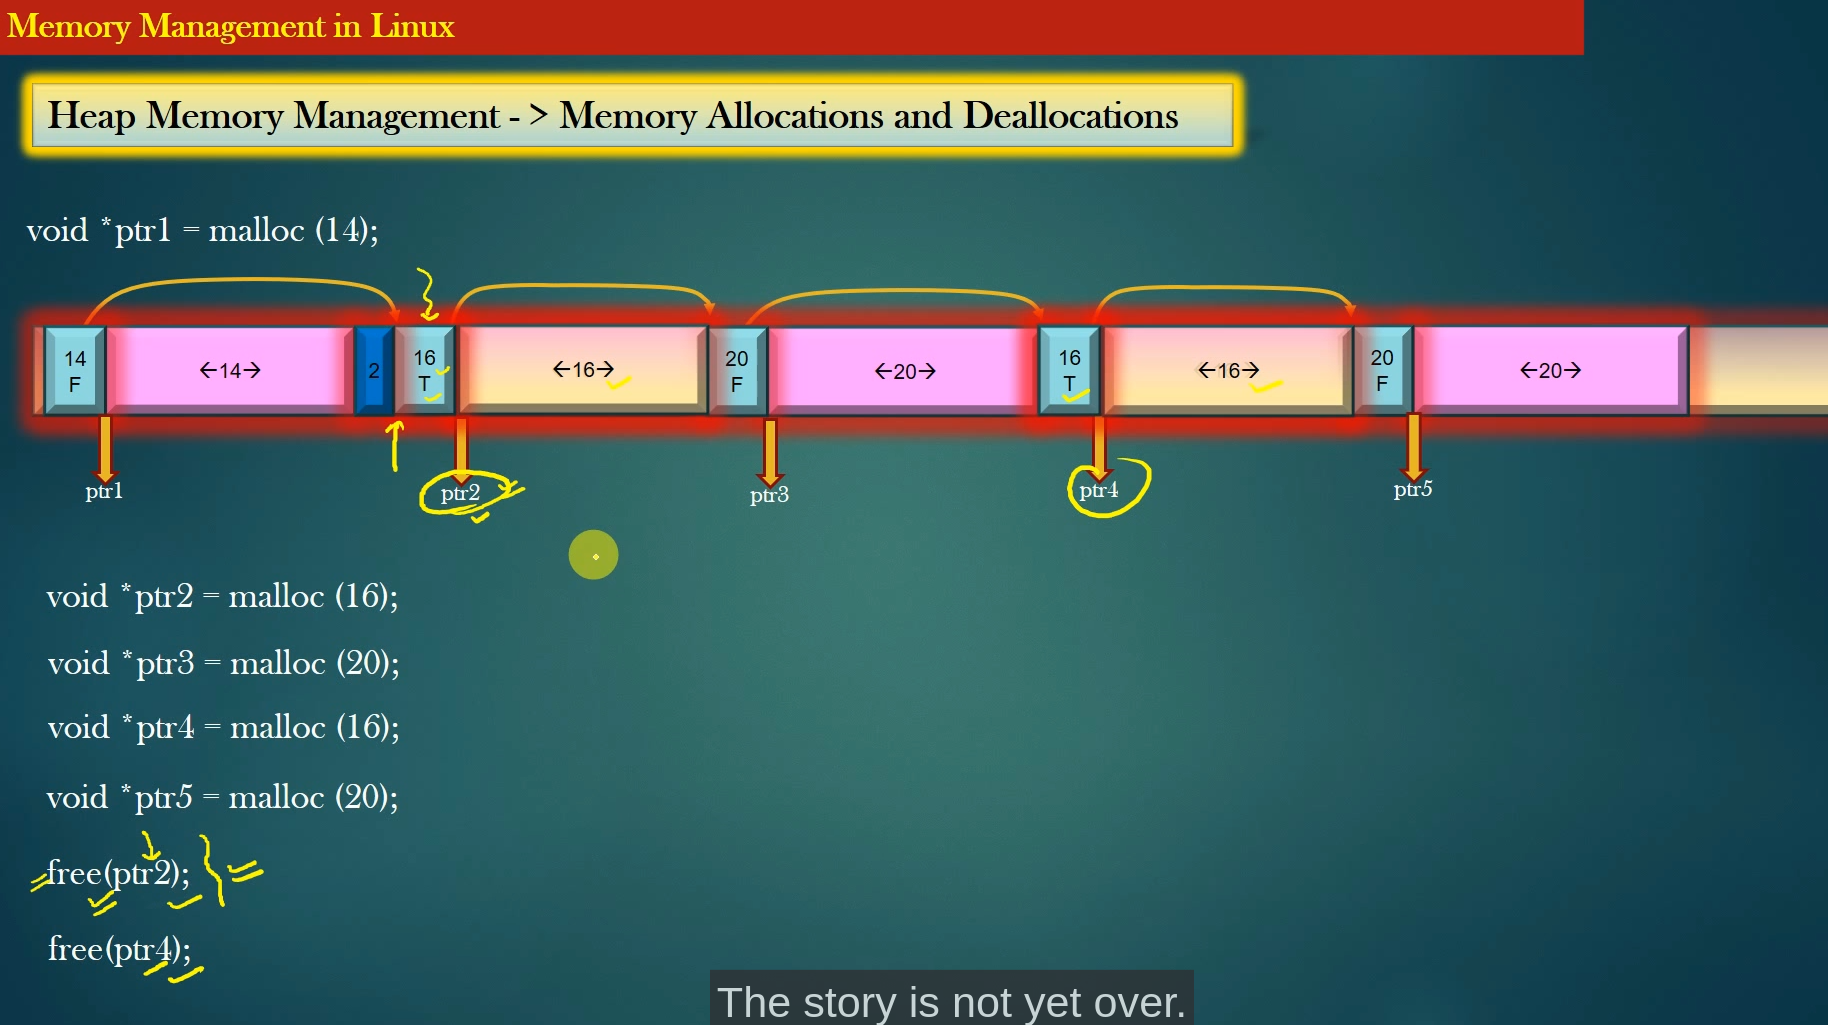 Memory Management in Linux
Heap Memory Management - > Memory Allocations and Deallocations
void *ptr1 = malloc (14);
14 F ←14→ 2 16 T ←16→ 20 F ←20→ 16 T ←16→ 20 F ←20→
ptr1 ptr2 ptr3 ptr4 ptr5
void *ptr2 = malloc (16);
void *ptr3 = malloc (20);
void *ptr4 = malloc (16);
void *ptr5 = malloc (20);
free(ptr2);
free(ptr4);
The story is not yet over.